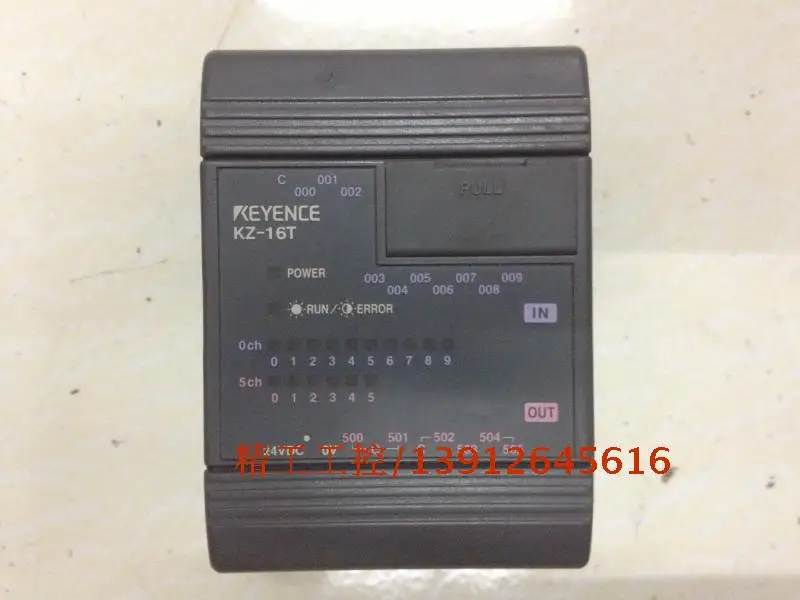 C 001
000 002
PULL
KEYENCE
KZ-16T
POWER
003 005 007 009
004 006 008
RUN/ ERROR
IN
0ch
0 1 2 3 4 5 6 7 8 9
5ch
0 1 2 3 4 5
OUT
500 501 502 504
24VDC 0V C
精工工控/13912645616